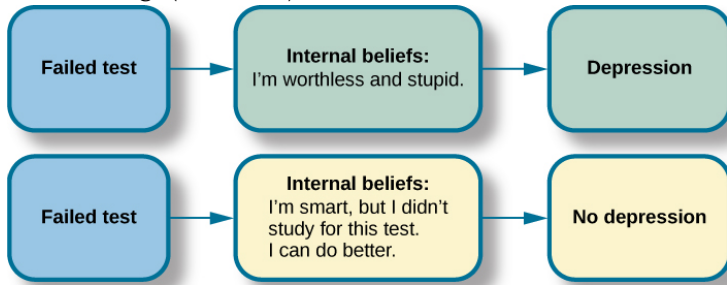 Failed test
Internal beliefs:
I'm worthless and stupid.
Depression
Failed test
Internal beliefs:
I'm smart, but I didn't
study for this test.
I can do better.
No depression